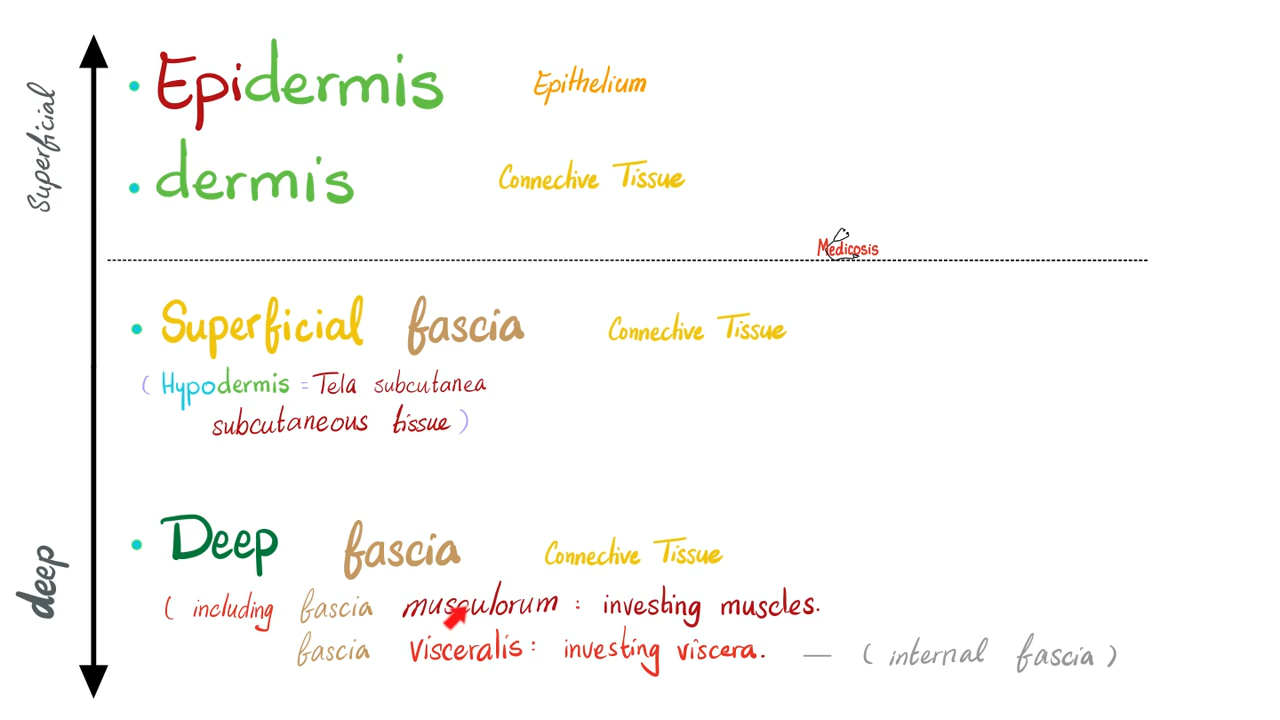 Superficial
• Epidermis Epithelium
• dermis Connective Tissue
Medicosis
• Superficial fascia Connective Tissue
( Hypodermis = Tela subcutanea
subcutaneous tissue )
deep
• Deep fascia Connective Tissue
( including fascia musculorum : investing muscles.
fascia visceralis : investing viscera. — ( internal fascia )